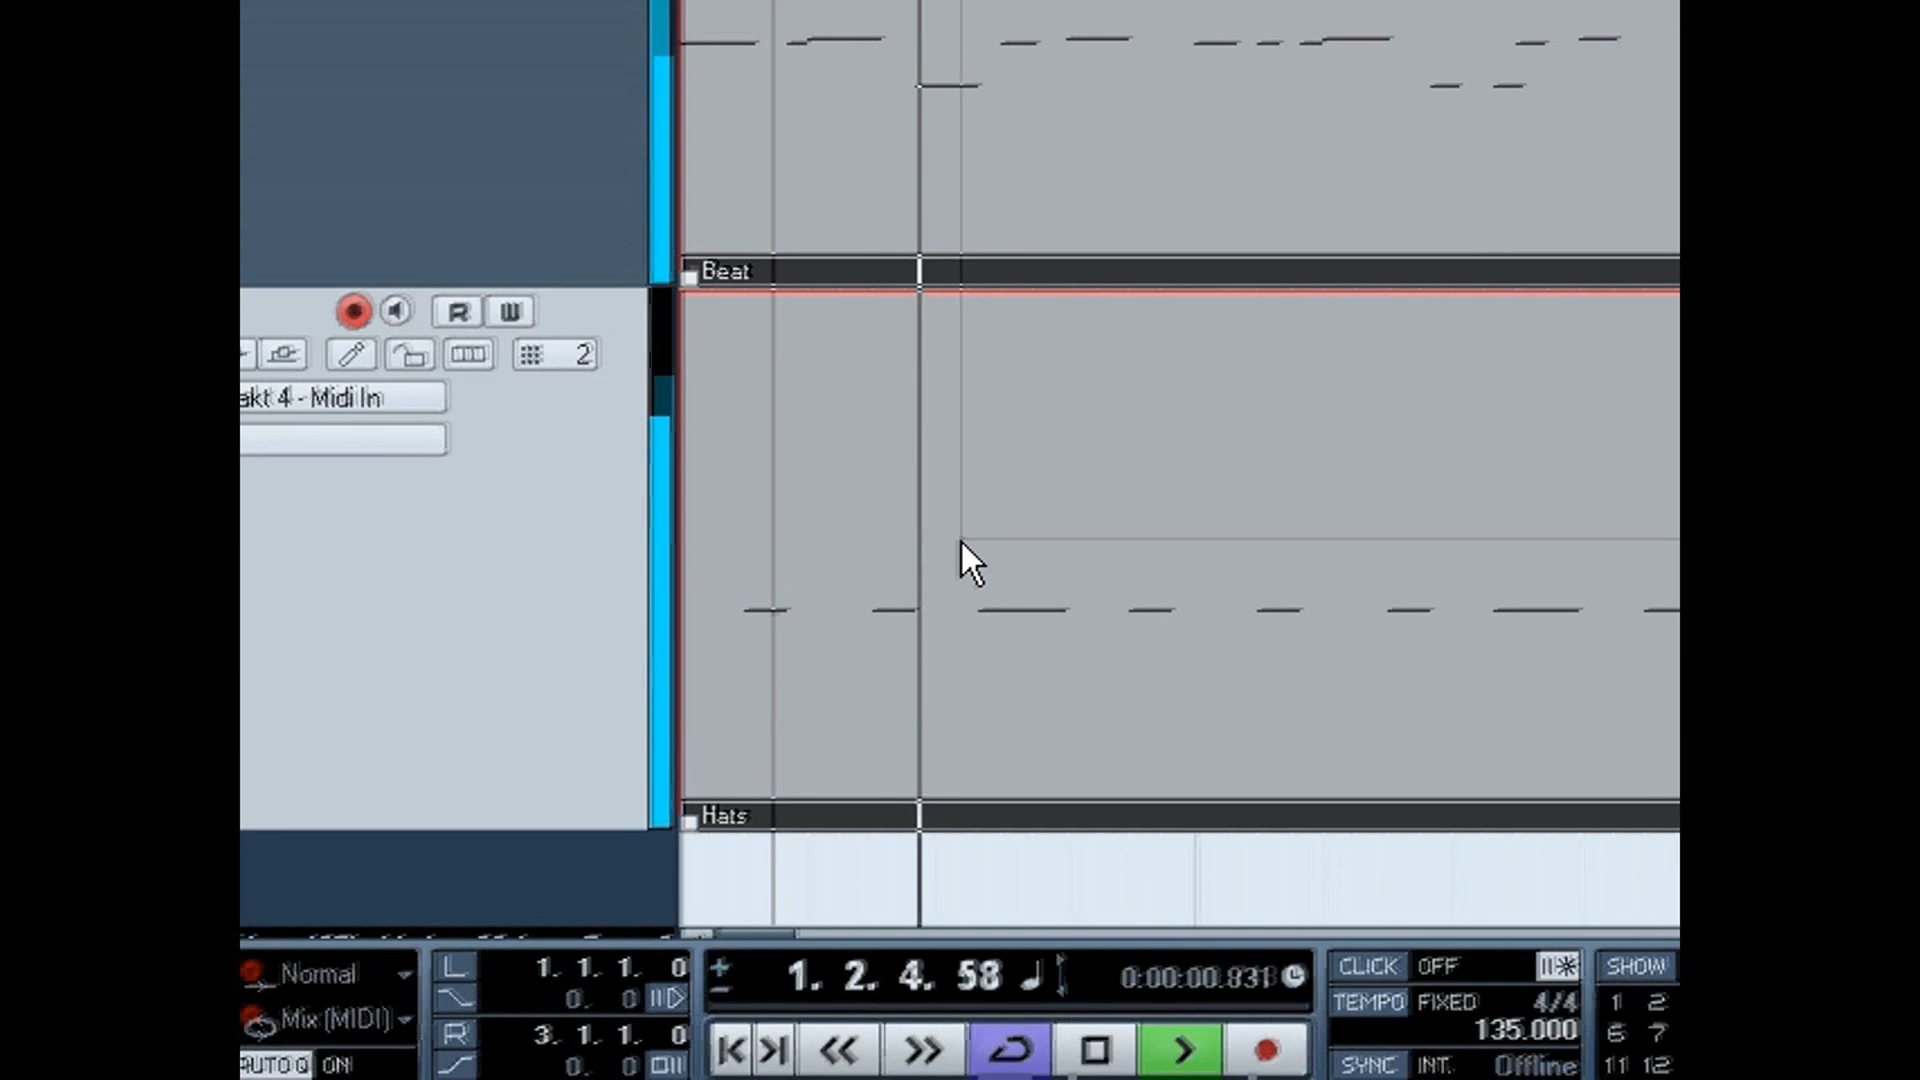 Beat
R W
2
akt 4 - Midi In
Hats
Normal
L 1. 1. 1. 0
0. 0
Mix (MIDI)
R 3. 1. 1. 0
0. 0
AUTO Q ON
+ 1. 2. 4. 58 0:00:00.831
−
CLICK OFF
TEMPO FIXED 4/4
135.000
SYNC INT. Offline
SHOW
1 2
6 7
11 12